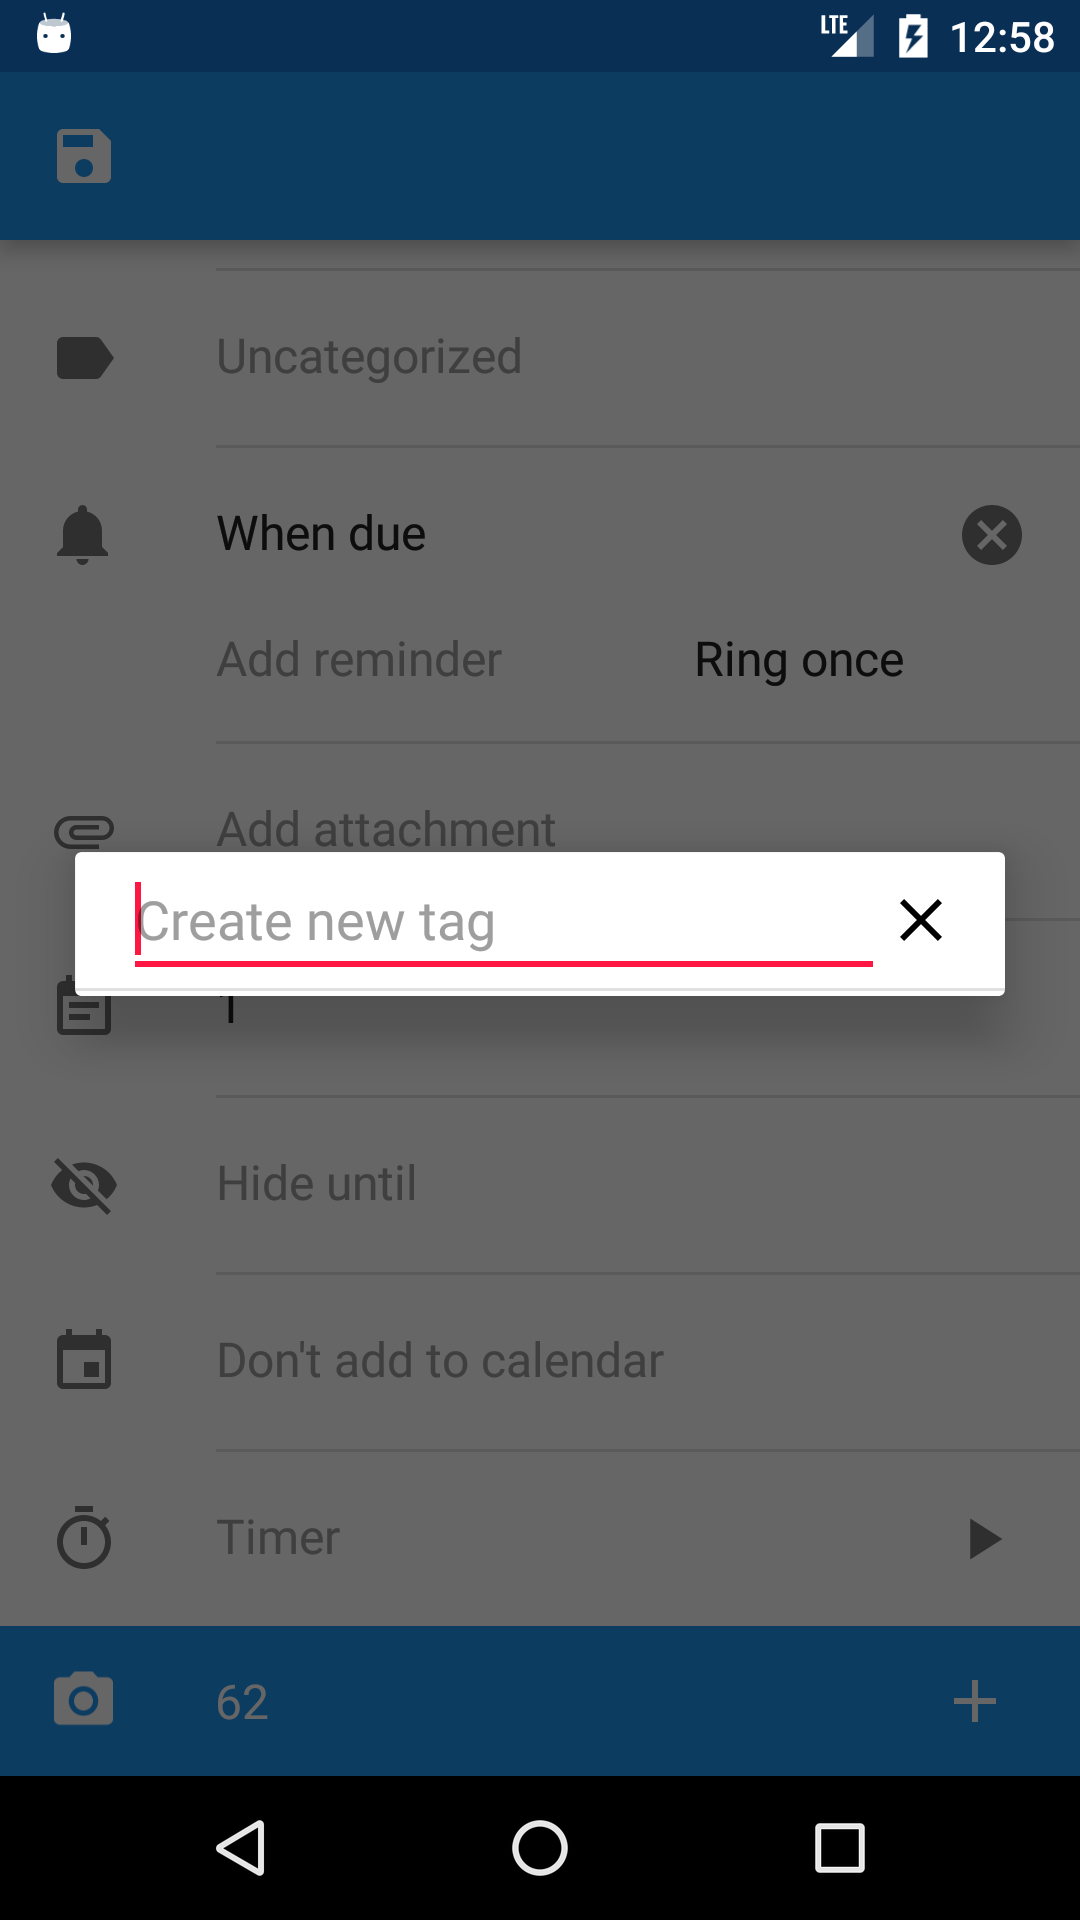 LTE 12:58
Uncategorized
When due
Add reminder Ring once
Add attachment
Create new tag
Hide until
Don't add to calendar
Timer
62